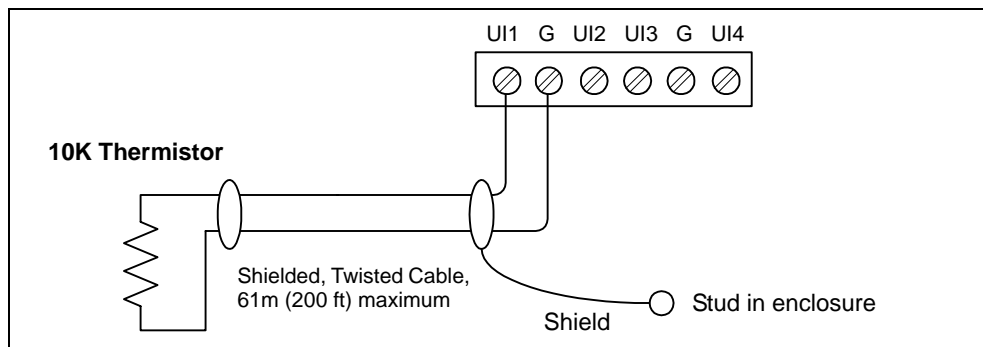 UI1 G UI2 UI3 G UI4
10K Thermistor
Shielded, Twisted Cable,
61m (200 ft) maximum
Shield
Stud in enclosure